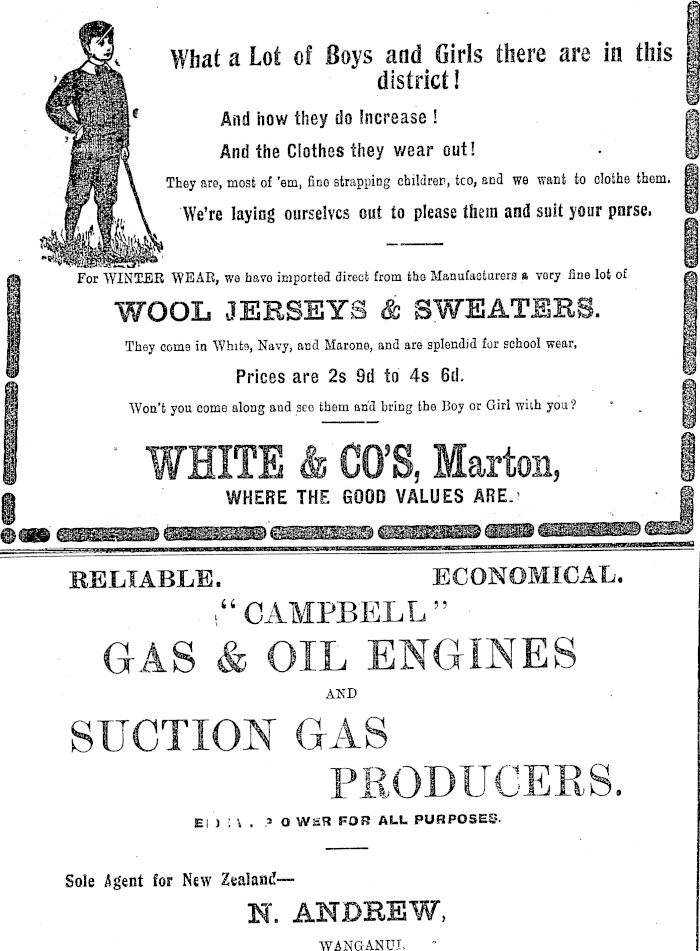 What a Lot of Boys and Girls there are in this
district!
And how they do Increase!
And the Clothes they wear out!
They are, most of 'em, fine strapping children, too, and we want to clothe them.
We're laying ourselves out to please them and suit your purse.
For WINTER WEAR, we have imported direct from the Manufacturers a very fine lot of
WOOL JERSEYS & SWEATERS.
They come in White, Navy, and Marone, and are splendid for school wear,
Prices are 2s 9d to 4s 6d.
Won't you come along and see them and bring the Boy or Girl with you?
WHITE & CO'S, Marton,
WHERE THE GOOD VALUES ARE.
RELIABLE. ECONOMICAL.
"CAMPBELL"
GAS & OIL ENGINES
AND
SUCTION GAS
PRODUCERS.
POWER FOR ALL PURPOSES.
Sole Agent for New Zealand—
N. ANDREW,
WANGANUI.